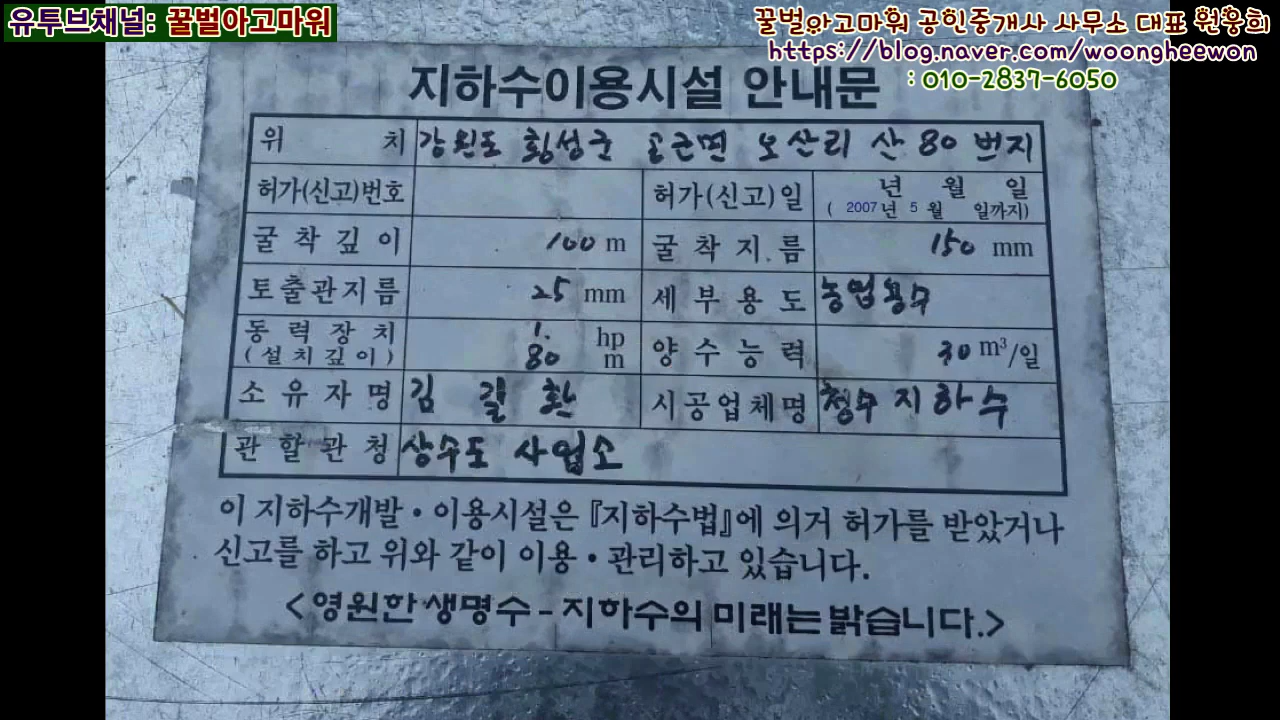 유투브채널: 꿀벌아고마워
꿀벌아고마워 공인중개사 사무소 대표 원웅희
https://blog.naver.com/woongheewon
: 010-2837-6050
지하수이용시설 안내문
위 치 강원도 횡성군 공근면 오산리 산 80 번지
허가(신고)번호 허가(신고)일 년 월 일
( 2007년 5 월 일까지)
굴착깊이 100 m 굴착지름 150 mm
토출관지름 25 mm 세부용도 농업용수
동력장치 1. hp
(설치깊이) 80 m 양수능력 30 m³/일
소유자명 김 길 환 시공업체명 청수지하수
관할관청 상수도 사업소
이 지하수개발・이용시설은 『지하수법』에 의거 허가를 받았거나
신고를 하고 위와 같이 이용・관리하고 있습니다.
<영원한 생명수 - 지하수의 미래는 밝습니다.>